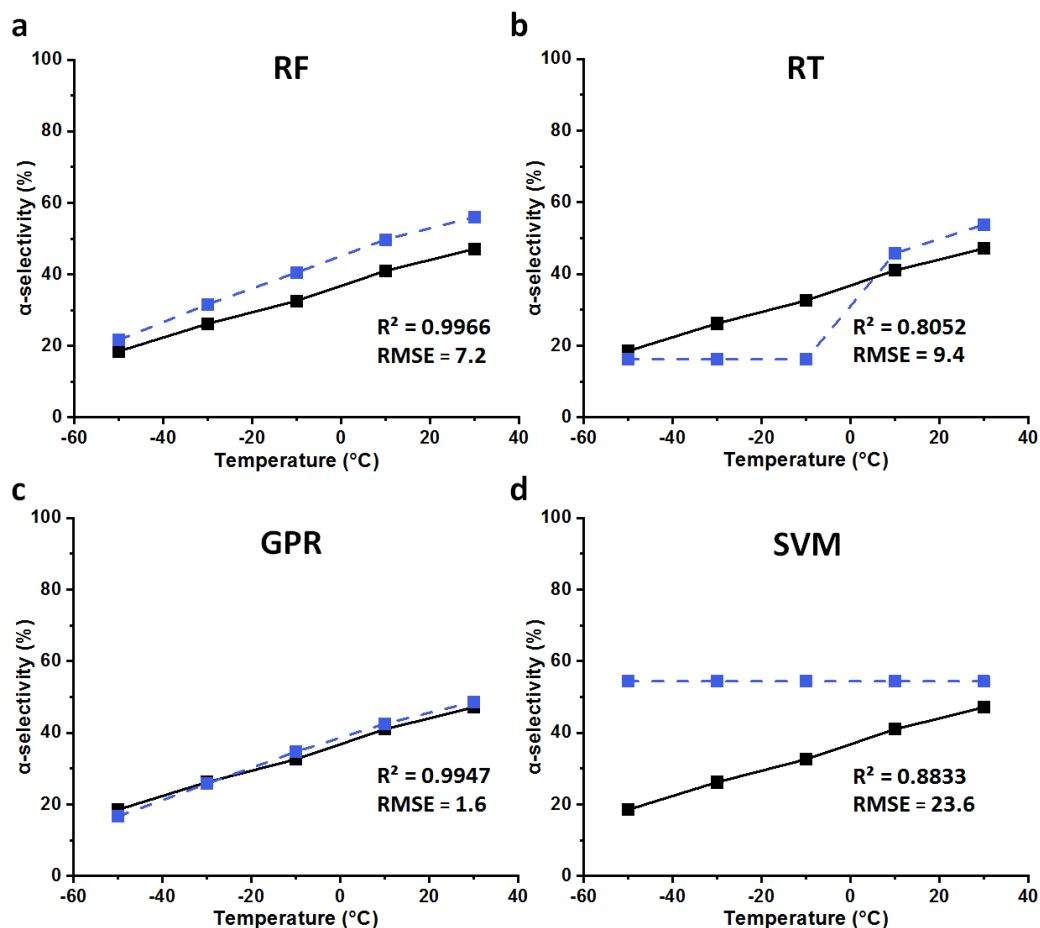 a
RF
α-selectivity (%)
100
80
60
40
20
0
R² = 0.9966
RMSE = 7.2
-60
-40
-20
0
20
40
Temperature (°C)
b
RT
α-selectivity (%)
100
80
60
40
20
0
R² = 0.8052
RMSE = 9.4
-60
-40
-20
0
20
40
Temperature (°C)
c
GPR
α-selectivity (%)
100
80
60
40
20
0
R² = 0.9947
RMSE = 1.6
-60
-40
-20
0
20
40
Temperature (°C)
d
SVM
α-selectivity (%)
100
80
60
40
20
0
R² = 0.8833
RMSE = 23.6
-60
-40
-20
0
20
40
Temperature (°C)